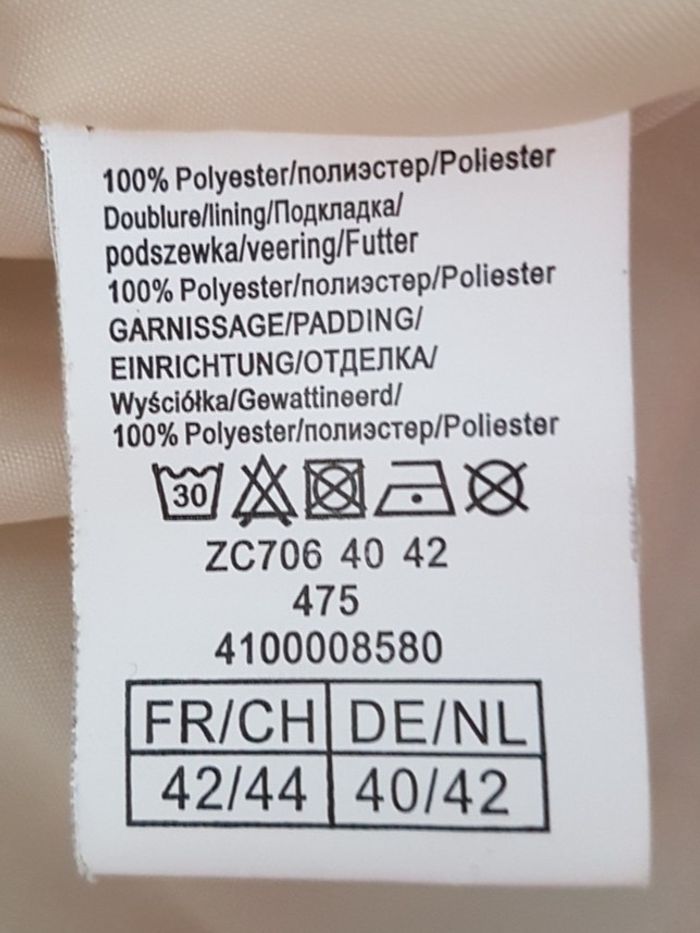 100% Polyester/полиэстер/Poliester
Doublure/lining/Подкладка/
podszewka/veering/Futter
100% Polyester/полиэстер/Poliester
GARNISSAGE/PADDING/
EINRICHTUNG/ОТДЕЛКА/
Wyściółka/Gewattineerd/
100% Polyester/полиэстер/Poliester
30
ZC706 40 42
475
4100008580
FR/CH DE/NL
42/44 40/42